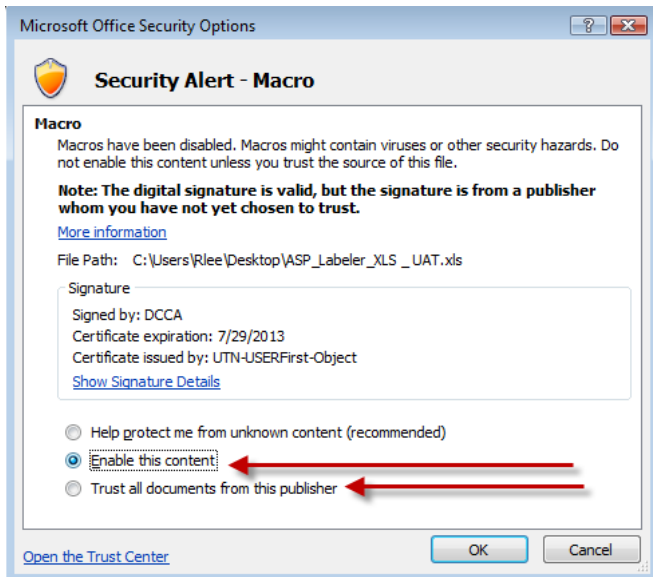 Microsoft Office Security Options
?
Security Alert - Macro
Macro
Macros have been disabled. Macros might contain viruses or other security hazards. Do
not enable this content unless you trust the source of this file.
Note: The digital signature is valid, but the signature is from a publisher
whom you have not yet chosen to trust.
More information
File Path: C:\Users\Rlee\Desktop\ASP_Labeler_XLS _ UAT.xls
Signature
Signed by: DCCA
Certificate expiration: 7/29/2013
Certificate issued by: UTN-USERFirst-Object
Show Signature Details
Help protect me from unknown content (recommended)
Enable this content
Trust all documents from this publisher
Open the Trust Center
OK
Cancel